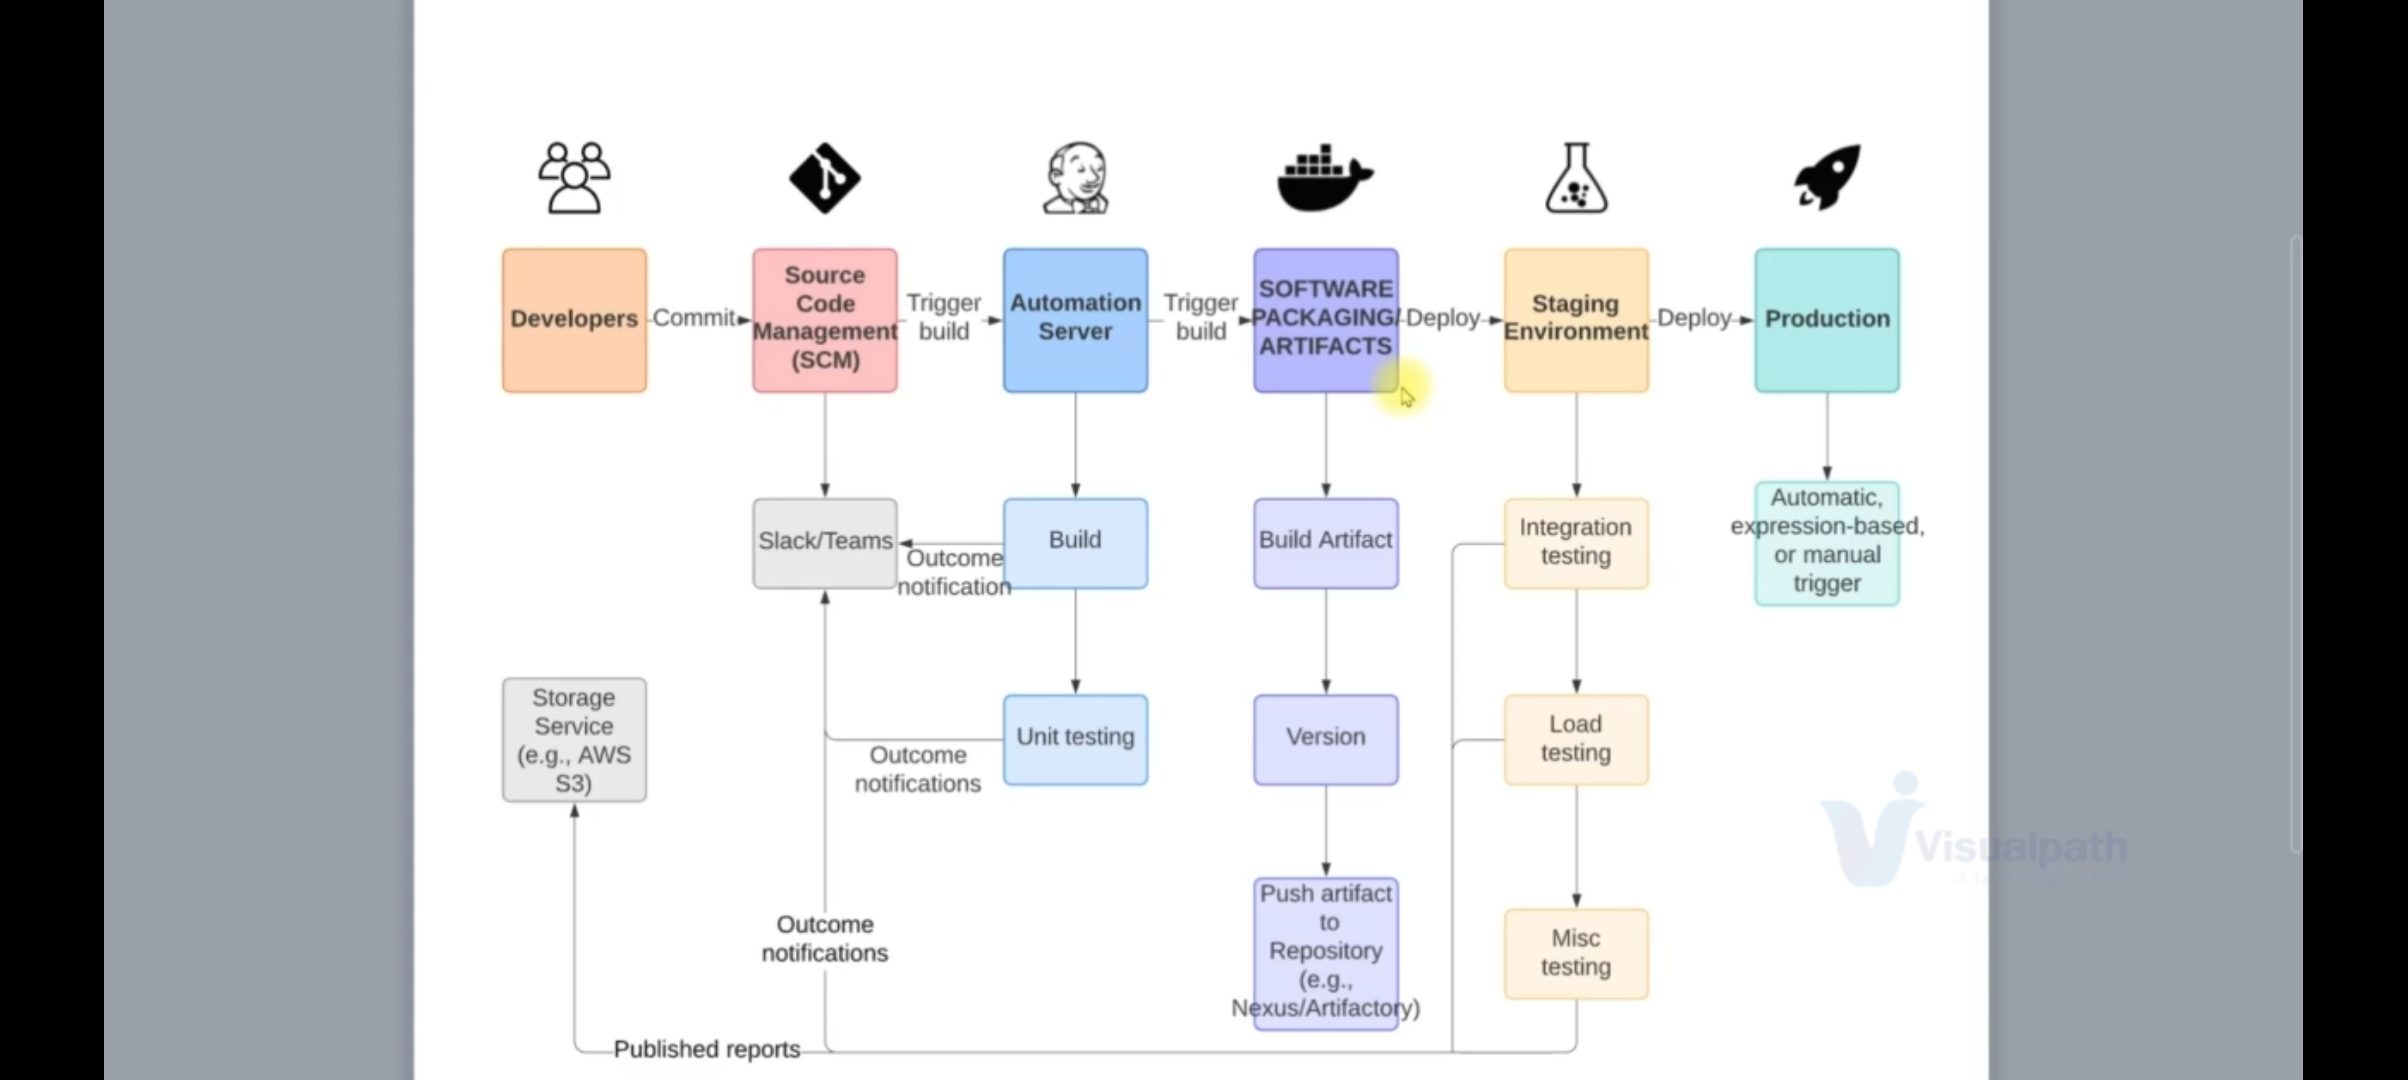 Developers
Commit
Source
Code
Management
(SCM)
Trigger
build
Automation
Server
Trigger
build
SOFTWARE
PACKAGING/
ARTIFACTS
Deploy
Staging
Environment
Deploy
Production
Slack/Teams
Outcome
notification
Build
Build Artifact
Integration
testing
Automatic,
expression-based,
or manual
trigger
Storage
Service
(e.g., AWS
S3)
Outcome
notifications
Unit testing
Version
Load
testing
Visualpath
Outcome
notifications
Push artifact
to
Repository
(e.g.,
Nexus/Artifactory)
Misc
testing
Published reports